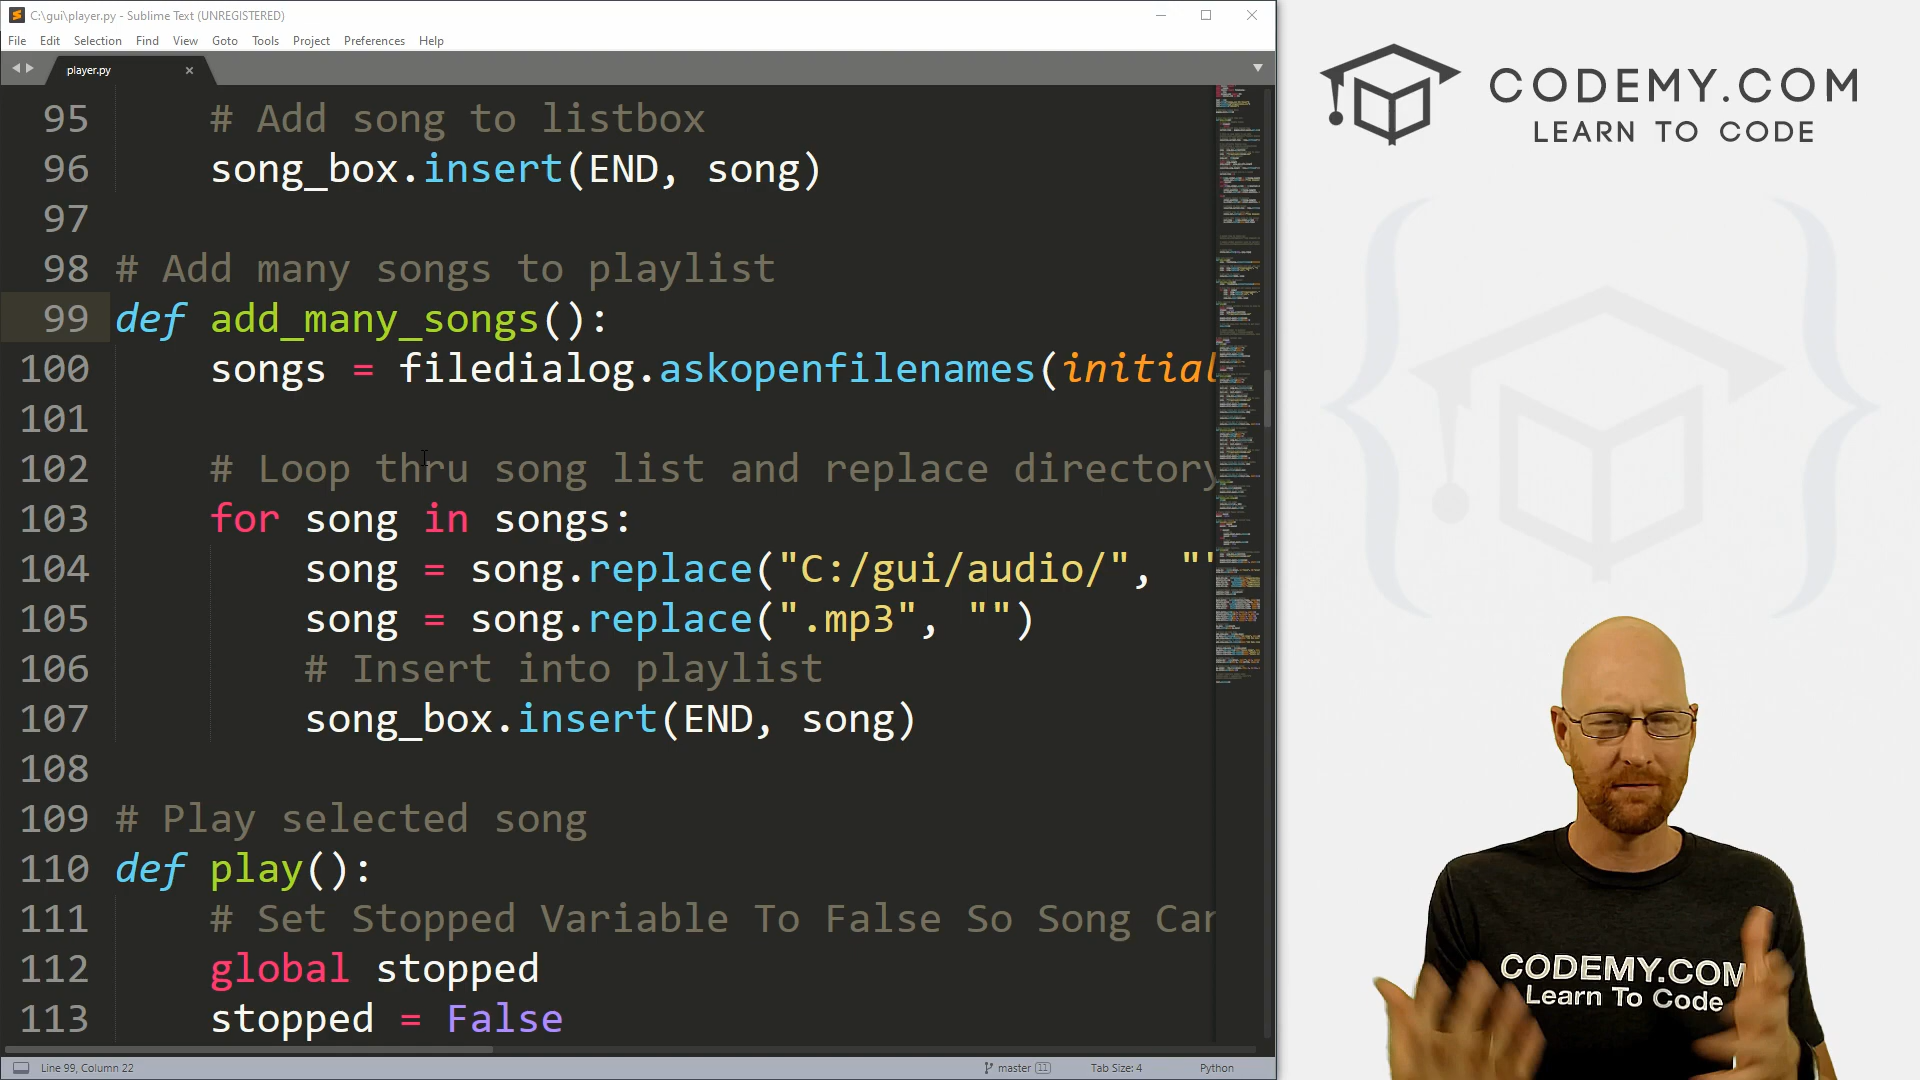 C:\gui\player.py - Sublime Text (UNREGISTERED)
File Edit Selection Find View Goto Tools Project Preferences Help
player.py
95 # Add song to listbox
96 song_box.insert(END, song)
97
98 # Add many songs to playlist
99 def add_many_songs():
100 songs = filedialog.askopenfilenames(initial
101
102 # Loop thru song list and replace directory
103 for song in songs:
104 song = song.replace("C:/gui/audio/", ""
105 song = song.replace(".mp3", "")
106 # Insert into playlist
107 song_box.insert(END, song)
108
109 # Play selected song
110 def play():
111 # Set Stopped Variable To False So Song Can
112 global stopped
113 stopped = False
Line 99, Column 22
master 11
Tab Size: 4
Python
CODEMY.COM
LEARN TO CODE
CODEMY.COM
Learn To Code